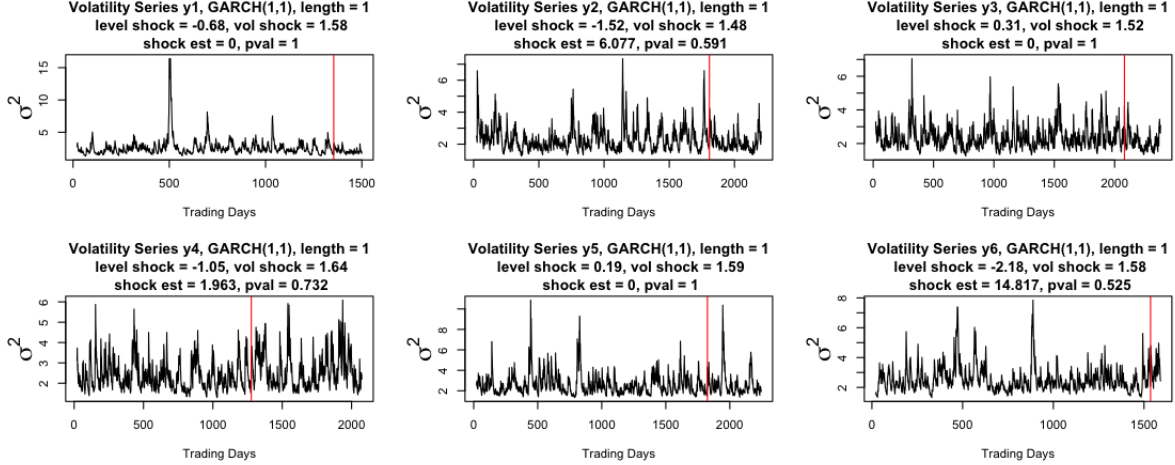 Volatility Series y1, GARCH(1,1), length = 1
level shock = -0.68, vol shock = 1.58
shock est = 0, pval = 1
σ2
15
10
5
0
500
1000
1500
Trading Days
Volatility Series y2, GARCH(1,1), length = 1
level shock = -1.52, vol shock = 1.48
shock est = 6.077, pval = 0.591
σ2
6
4
2
0
500
1000
1500
2000
Trading Days
Volatility Series y3, GARCH(1,1), length = 1
level shock = 0.31, vol shock = 1.52
shock est = 0, pval = 1
σ2
6
4
2
0
500
1000
1500
2000
Trading Days
Volatility Series y4, GARCH(1,1), length = 1
level shock = -1.05, vol shock = 1.64
shock est = 1.963, pval = 0.732
σ2
6
5
4
3
2
0
500
1000
1500
2000
Trading Days
Volatility Series y5, GARCH(1,1), length = 1
level shock = 0.19, vol shock = 1.59
shock est = 0, pval = 1
σ2
8
6
4
2
0
500
1000
1500
2000
Trading Days
Volatility Series y6, GARCH(1,1), length = 1
level shock = -2.18, vol shock = 1.58
shock est = 14.817, pval = 0.525
σ2
8
6
4
2
0
500
1000
1500
Trading Days